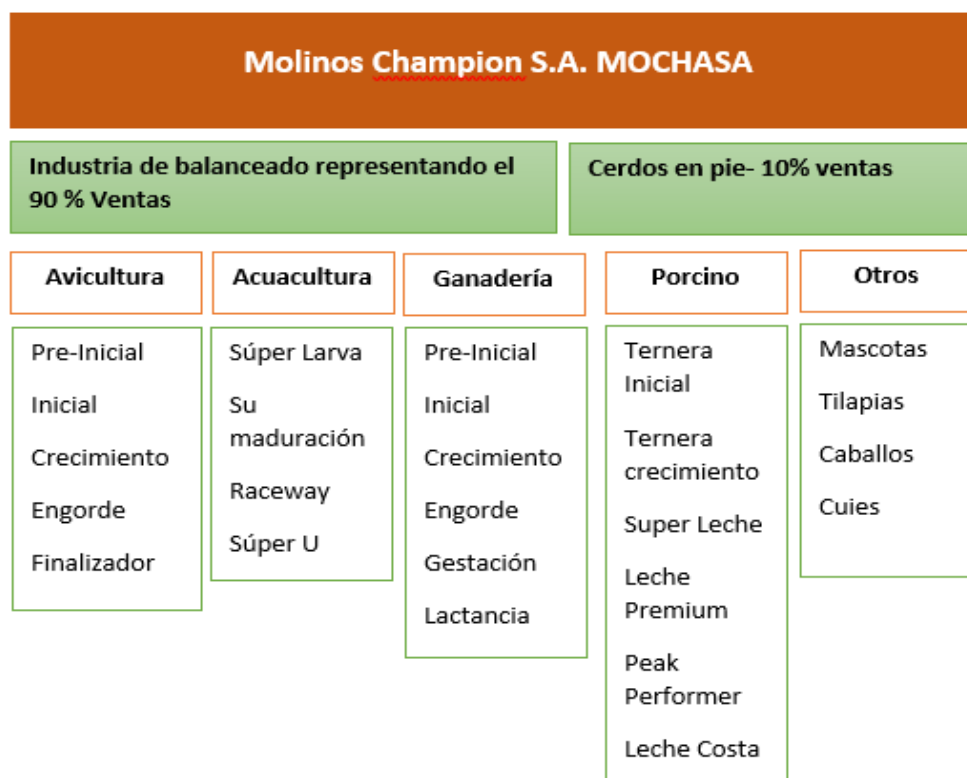 Molinos Champion S.A. MOCHASA
Industria de balanceado representando el
90 % Ventas
Cerdos en pie- 10% ventas
Avicultura
Pre-Inicial
Inicial
Crecimiento
Engorde
Finalizador
Acuacultura
Súper Larva
Su
maduración
Raceway
Súper U
Ganadería
Pre-Inicial
Inicial
Crecimiento
Engorde
Gestación
Lactancia
Porcino
Ternera
Inicial
Ternera
crecimiento
Super Leche
Leche
Premium
Peak
Performer
Leche Costa
Otros
Mascotas
Tilapias
Caballos
Cuies